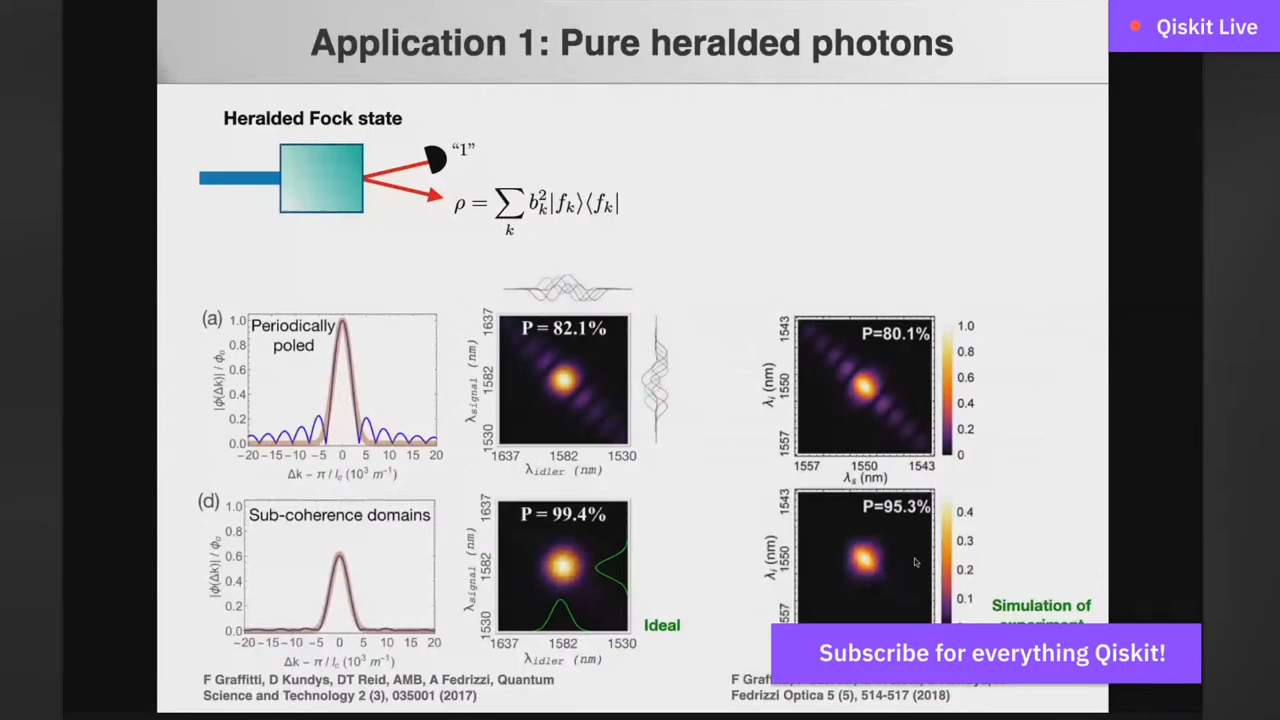 Qiskit Live
Application 1: Pure heralded photons
Heralded Fock state
“1”
ρ = ∑ b²ₖ|fₖ⟩⟨fₖ|
k
(a)
Periodically
poled
|ϕ(Δk)| / ϕ₀
1.0
0.8
0.6
0.4
0.2
0.0
−20−15−10−5 0 5 10 15 20
Δk − π / lc (10³ m⁻¹)
P = 82.1%
λsignal (nm)
1637
1582
1530
1637 1582 1530
λidler (nm)
P=80.1%
λi (nm)
1543
1550
1557
1557 1550 1543
λs (nm)
1.0
0.8
0.6
0.4
0.2
0
(d)
Sub-coherence domains
|ϕ(Δk)| / ϕ₀
1.0
0.8
0.6
0.4
0.2
0.0
−20−15−10−5 0 5 10 15 20
Δk − π / lc (10³ m⁻¹)
P = 99.4%
λsignal (nm)
1637
1582
1530
1637 1582 1530
λidler (nm)
Ideal
P=95.3%
λi (nm)
1543
1550
1557
0.4
0.3
0.2
0.1
Simulation of
Subscribe for everything Qiskit!
F Graffitti, D Kundys, DT Reid, AMB, A Fedrizzi, Quantum
Science and Technology 2 (3), 035001 (2017)
F Graf
Fedrizzi Optica 5 (5), 514-517 (2018)